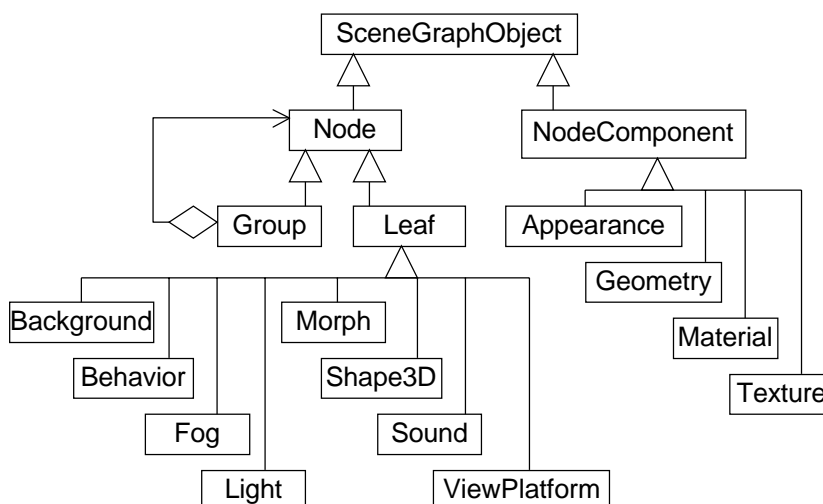 SceneGraphObject
Node
NodeComponent
Group
Leaf
Appearance
Geometry
Background
Morph
Material
Behavior
Shape3D
Texture
Fog
Sound
Light
ViewPlatform